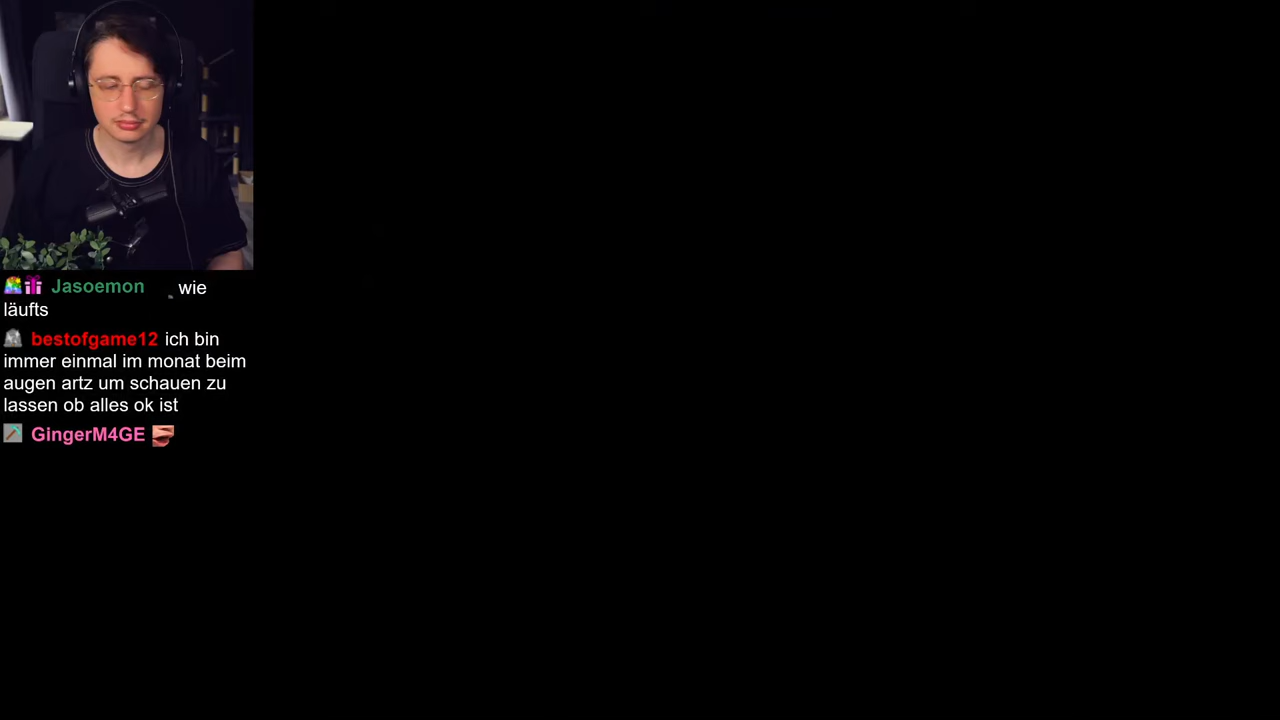 Jasoemon wie
läufts
bestofgame12 ich bin
immer einmal im monat beim
augen artz um schauen zu
lassen ob alles ok ist
GingerM4GE